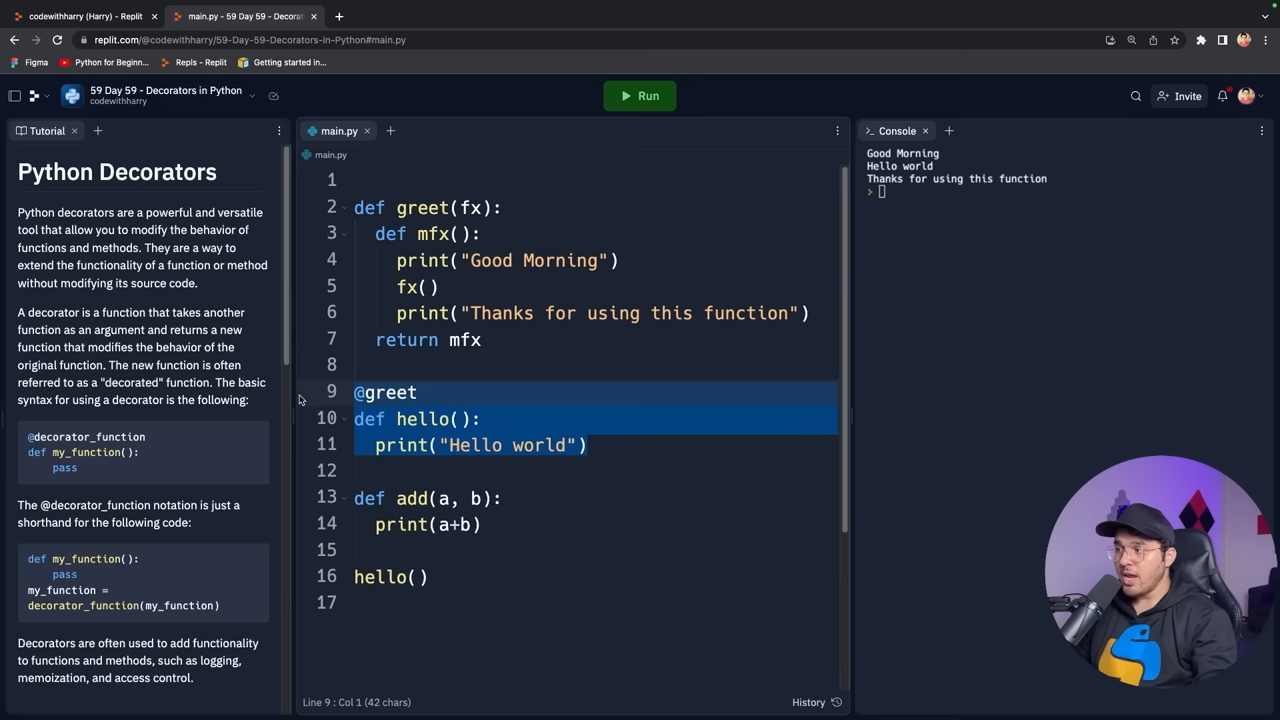 codewithharry (Harry) - Replit
main.py - 59 Day 59 - Decorat
replit.com/@codewithharry/59-Day-59-Decorators-in-Python#main.py
Figma
Python for Beginn...
Repls - Replit
Getting started in...
59 Day 59 - Decorators in Python
codewithharry
Run
Invite
Tutorial
main.py
Console
main.py
Python Decorators
Python decorators are a powerful and versatile
tool that allow you to modify the behavior of
functions and methods. They are a way to
extend the functionality of a function or method
without modifying its source code.
A decorator is a function that takes another
function as an argument and returns a new
function that modifies the behavior of the
original function. The new function is often
referred to as a "decorated" function. The basic
syntax for using a decorator is the following:
@decorator_function
def my_function():
    pass
The @decorator_function notation is just a
shorthand for the following code:
def my_function():
    pass
my_function =
decorator_function(my_function)
Decorators are often used to add functionality
to functions and methods, such as logging,
memoization, and access control.
1
2 def greet(fx):
3   def mfx():
4     print("Good Morning")
5     fx()
6     print("Thanks for using this function")
7   return mfx
8
9 @greet
10 def hello():
11   print("Hello world")
12
13 def add(a, b):
14   print(a+b)
15
16 hello()
17
Line 9 : Col 1 (42 chars)
History
Good Morning
Hello world
Thanks for using this function
>